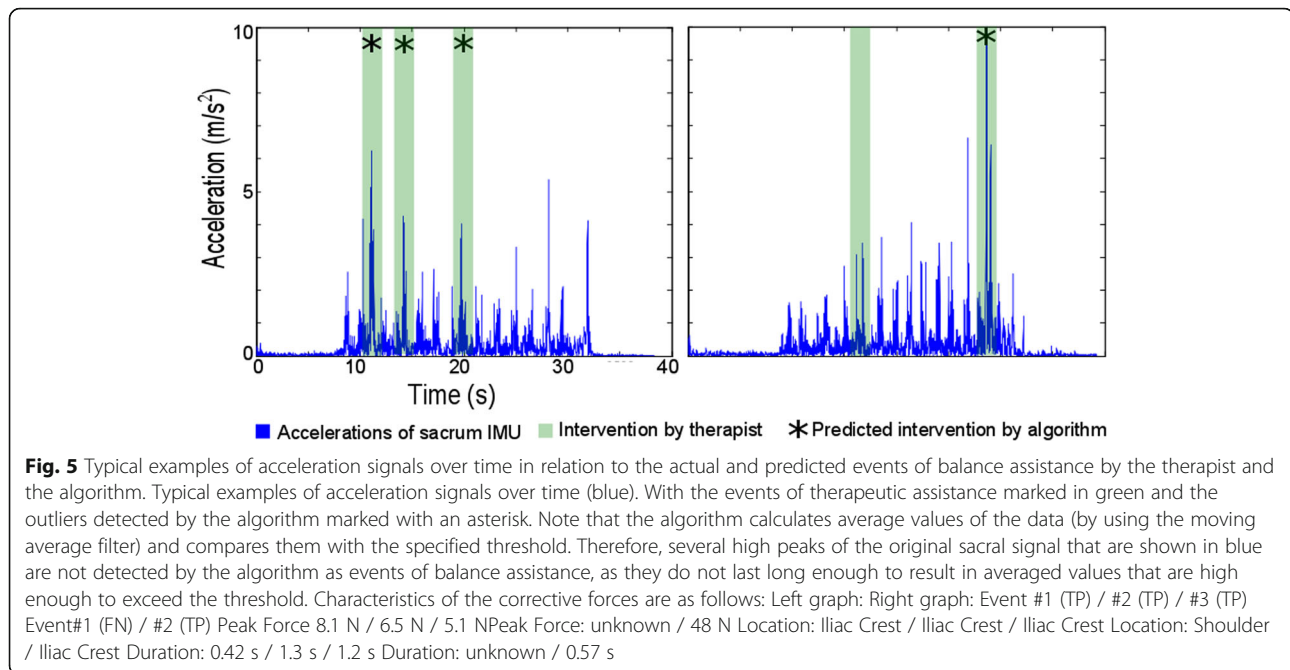 10
5
0
Acceleration (m/s²)
* * * *
0 10 20 30 40
Time (s)
Accelerations of sacrum IMU Intervention by therapist * Predicted intervention by algorithm
Fig. 5 Typical examples of acceleration signals over time in relation to the actual and predicted events of balance assistance by the therapist and
the algorithm. Typical examples of acceleration signals over time (blue). With the events of therapeutic assistance marked in green and the
outliers detected by the algorithm marked with an asterisk. Note that the algorithm calculates average values of the data (by using the moving
average filter) and compares them with the specified threshold. Therefore, several high peaks of the original sacral signal that are shown in blue
are not detected by the algorithm as events of balance assistance, as they do not last long enough to result in averaged values that are high
enough to exceed the threshold. Characteristics of the corrective forces are as follows: Left graph: Right graph: Event #1 (TP) / #2 (TP) / #3 (TP)
Event#1 (FN) / #2 (TP) Peak Force 8.1 N / 6.5 N / 5.1 NPeak Force: unknown / 48 N Location: Iliac Crest / Iliac Crest / Iliac Crest Location: Shoulder
/ Iliac Crest Duration: 0.42 s / 1.3 s / 1.2 s Duration: unknown / 0.57 s